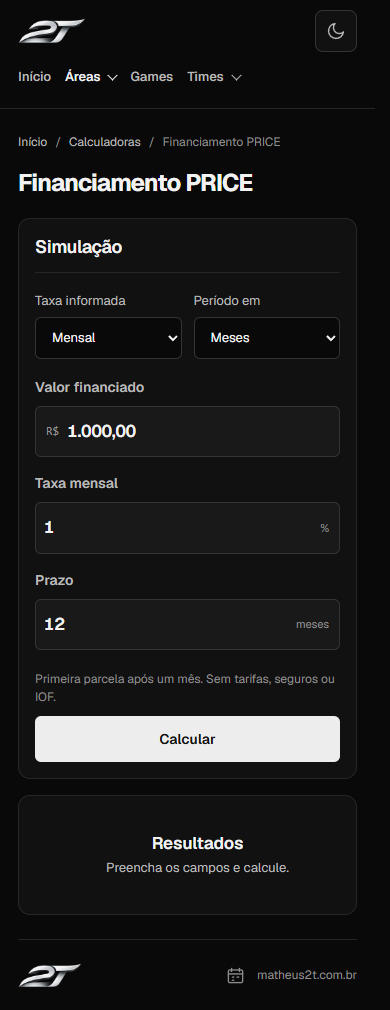 2T
Início Áreas Games Times
Início / Calculadoras / Financiamento PRICE
Financiamento PRICE
Simulação
Taxa informada Período em
Mensal Meses
Valor financiado
R$ 1.000,00
Taxa mensal
1 %
Prazo
12 meses
Primeira parcela após um mês. Sem tarifas, seguros ou
IOF.
Calcular
Resultados
Preencha os campos e calcule.
2T matheus2t.com.br